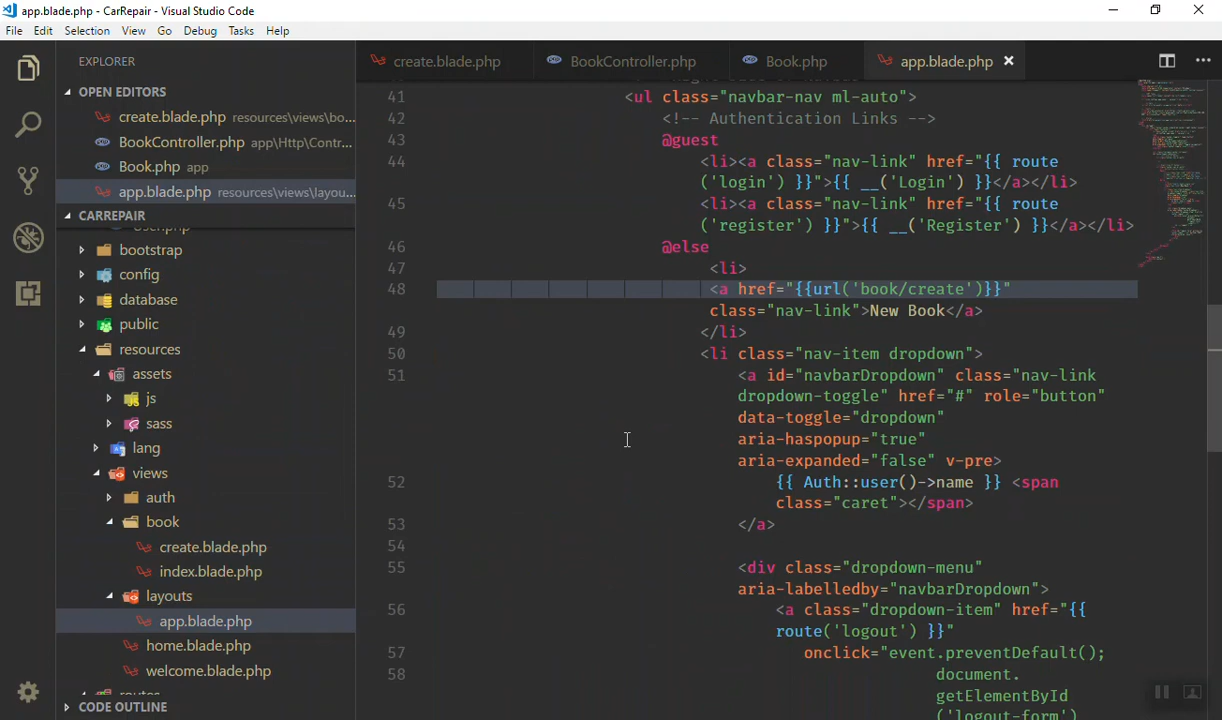 app.blade.php - CarRepair - Visual Studio Code
File Edit Selection View Go Debug Tasks Help
EXPLORER
OPEN EDITORS
create.blade.php resources\views\bo...
BookController.php app\Http\Contr...
Book.php app
app.blade.php resources\views\layou...
CARREPAIR
User.php
bootstrap
config
database
public
resources
assets
js
sass
lang
views
auth
book
create.blade.php
index.blade.php
layouts
app.blade.php
home.blade.php
welcome.blade.php
routes
CODE OUTLINE
create.blade.php BookController.php Book.php app.blade.php
41 <ul class="navbar-nav ml-auto">
42 <!-- Authentication Links -->
43 @guest
44 <li><a class="nav-link" href="{{ route
('login') }}">{{ __('Login') }}</a></li>
45 <li><a class="nav-link" href="{{ route
('register') }}">{{ __('Register') }}</a></li>
46 @else
47 <li>
48 <a href="{{url('book/create')}}"
class="nav-link">New Book</a>
49 </li>
50 <li class="nav-item dropdown">
51 <a id="navbarDropdown" class="nav-link
dropdown-toggle" href="#" role="button"
data-toggle="dropdown"
aria-haspopup="true"
aria-expanded="false" v-pre>
52 {{ Auth::user()->name }} <span
class="caret"></span>
53 </a>
54
55 <div class="dropdown-menu"
aria-labelledby="navbarDropdown">
56 <a class="dropdown-item" href="{{
route('logout') }}"
57 onclick="event.preventDefault();
58 document.
getElementById
('logout-form')